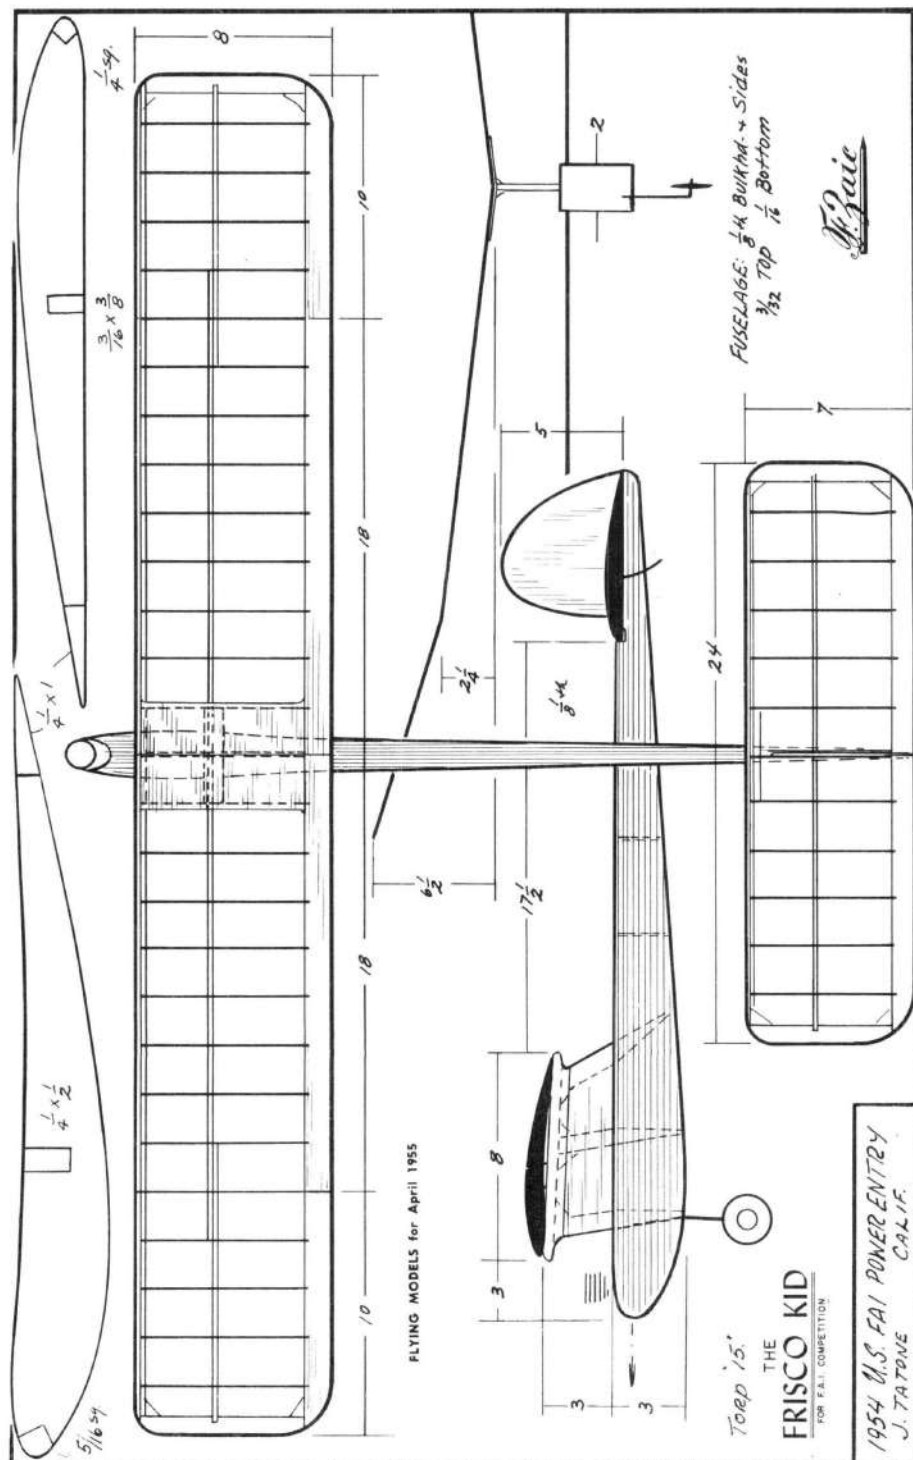 5/16 sq.
1/4 x 1/2
1/4 x 1
3/16 x 3/8
1/4 sq.
8
10
18
18
10
FLYING MODELS for April 1955
6 1/2
2 1/4
17 1/2
1/8 sh
5
2
3
8
3
3
24
7
Torp '15'
THE
FRISCO KID
FOR F.A.I. COMPETITION
FUSELAGE: 1/8 sh Bulkhd. + Sides
3/32 Top 1/16 Bottom
F. Zaic
1954 U.S. FAI POWER ENTRY
J. TATONE CALIF.